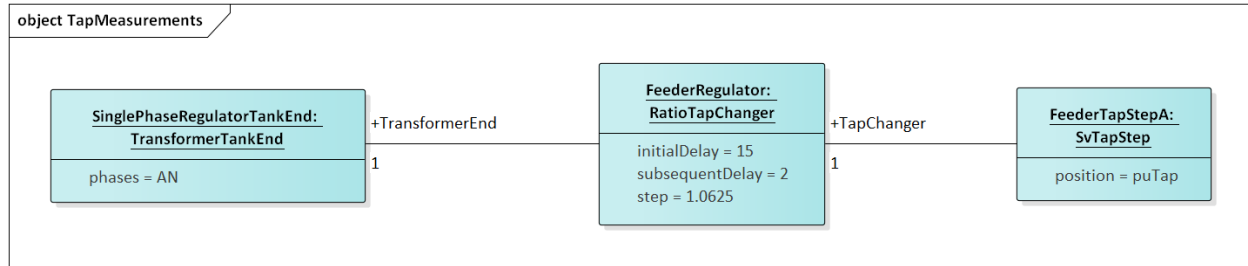 object TapMeasurements
SinglePhaseRegulatorTankEnd:
TransformerTankEnd
phases = AN
+TransformerEnd
1
FeederRegulator:
RatioTapChanger
initialDelay = 15
subsequentDelay = 2
step = 1.0625
+TapChanger
1
FeederTapStepA:
SvTapStep
position = puTap